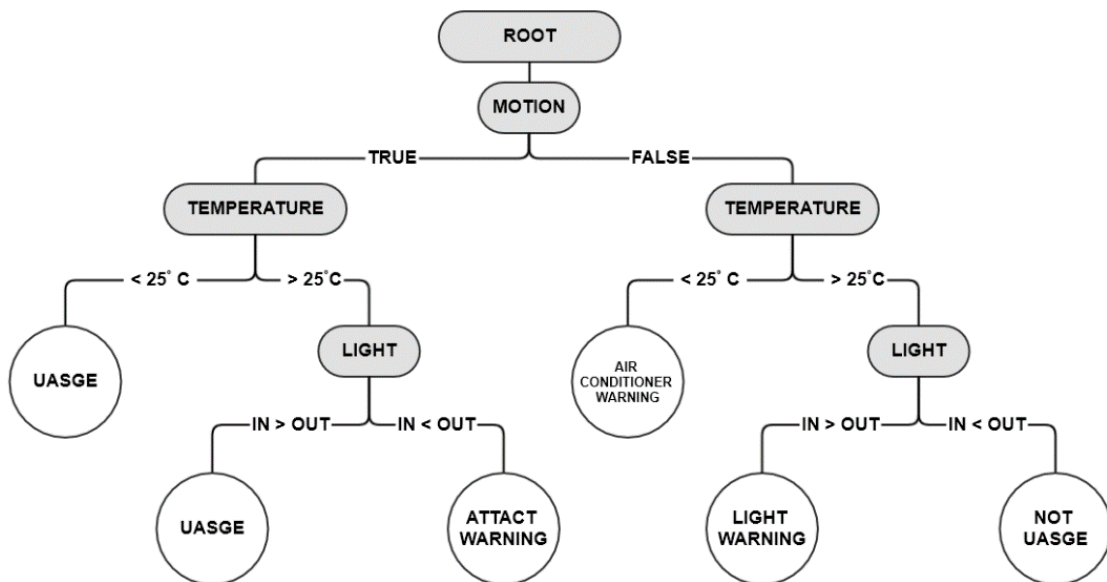 ROOT
MOTION
TRUE
FALSE
TEMPERATURE
TEMPERATURE
< 25° C
> 25°C
< 25° C
> 25°C
UASGE
LIGHT
AIR
CONDITIONER
WARNING
LIGHT
IN > OUT
IN < OUT
IN > OUT
IN < OUT
UASGE
ATTACT
WARNING
LIGHT
WARNING
NOT
UASGE